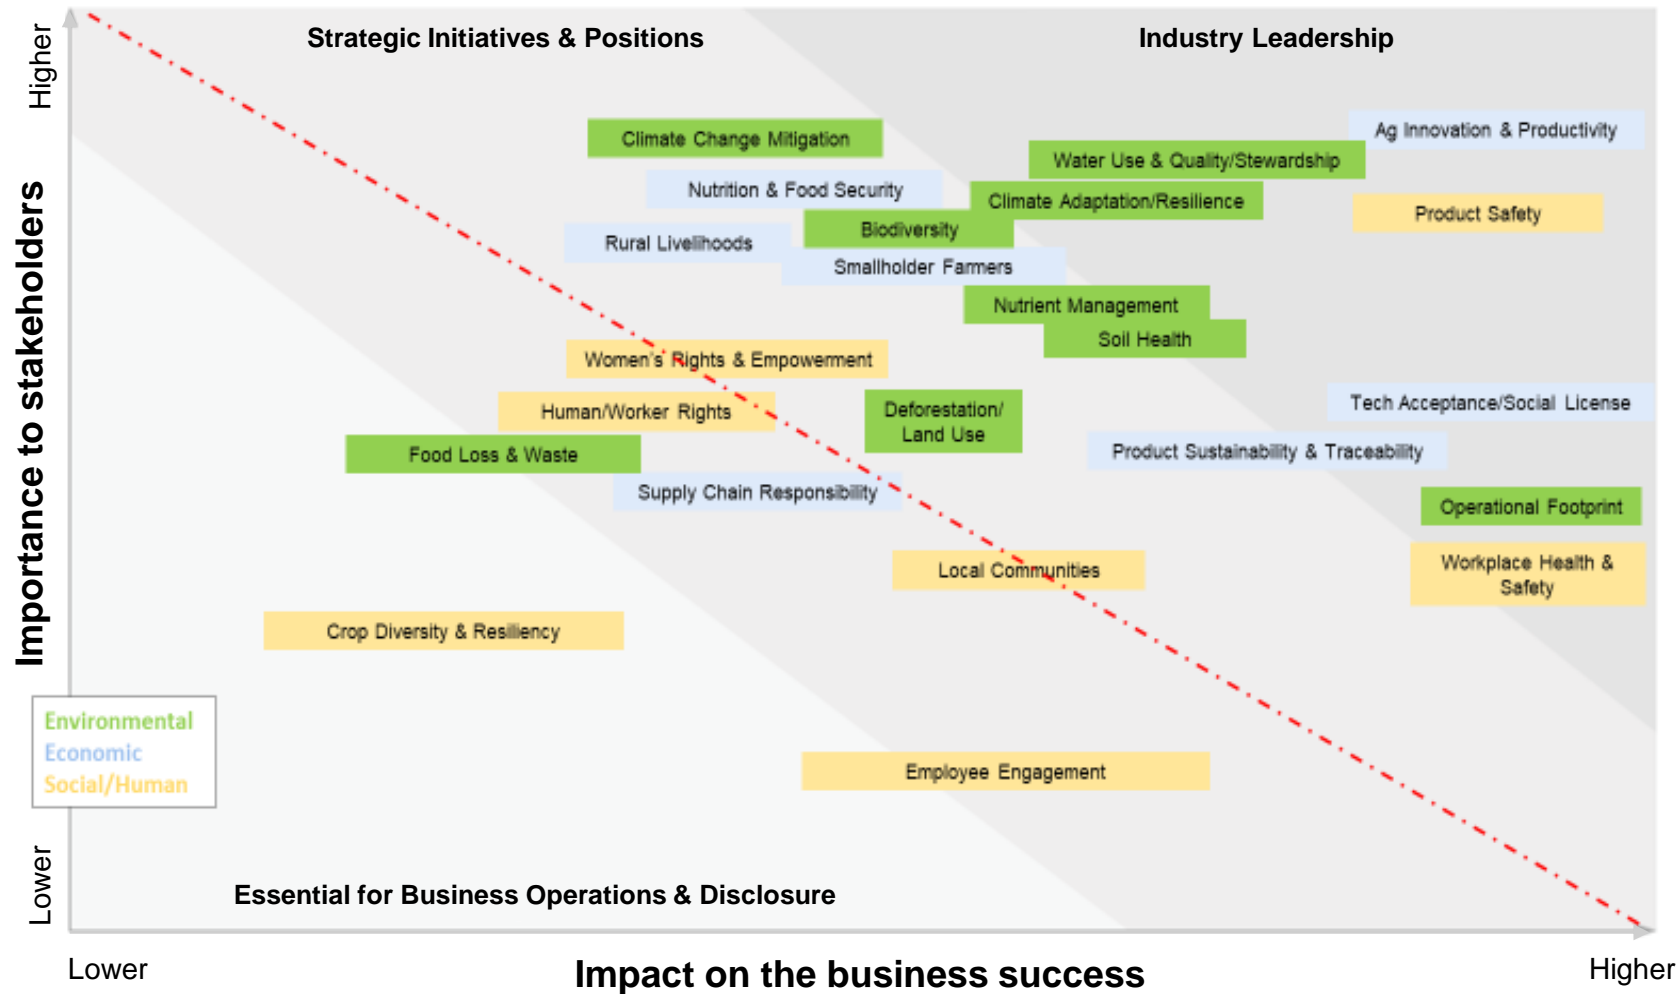 Higher
Strategic Initiatives & Positions
Industry Leadership
Ag Innovation & Productivity
Climate Change Mitigation
Water Use & Quality/Stewardship
Nutrition & Food Security
Climate Adaptation/Resilience
Product Safety
Biodiversity
Rural Livelihoods
Smallholder Farmers
Nutrient Management
Soil Health
Importance to stakeholders
Women's Rights & Empowerment
Human/Worker Rights
Deforestation/
Land Use
Tech Acceptance/Social License
Food Loss & Waste
Product Sustainability & Traceability
Supply Chain Responsibility
Operational Footprint
Local Communities
Workplace Health &
Safety
Crop Diversity & Resiliency
Environmental
Economic
Social/Human
Employee Engagement
Lower
Essential for Business Operations & Disclosure
Lower
Impact on the business success
Higher